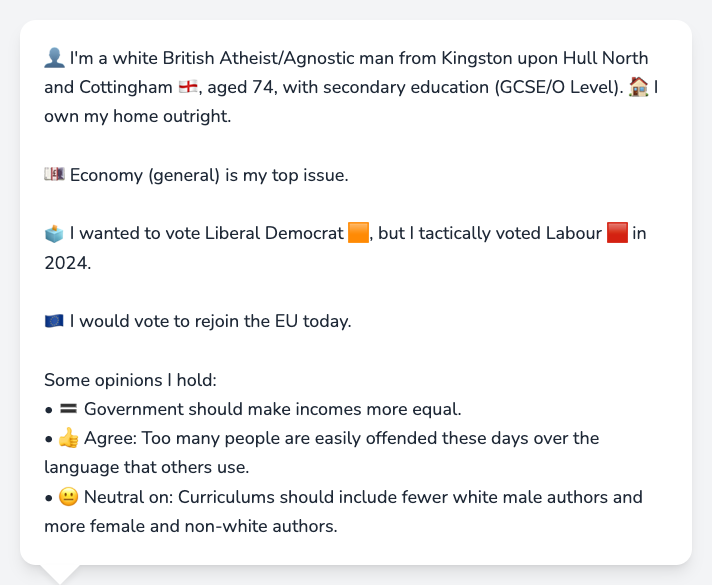 👤 I'm a white British Atheist/Agnostic man from Kingston upon Hull North
and Cottingham 🏴󠁧󠁢󠁥󠁮󠁧󠁿, aged 74, with secondary education (GCSE/O Level). 🏠 I
own my home outright.
💷 Economy (general) is my top issue.
🗳️ I wanted to vote Liberal Democrat 🟧, but I tactically voted Labour 🟥 in
2024.
🇪🇺 I would vote to rejoin the EU today.
Some opinions I hold:
• 🟰 Government should make incomes more equal.
• 👍 Agree: Too many people are easily offended these days over the
language that others use.
• 😐 Neutral on: Curriculums should include fewer white male authors and
more female and non-white authors.